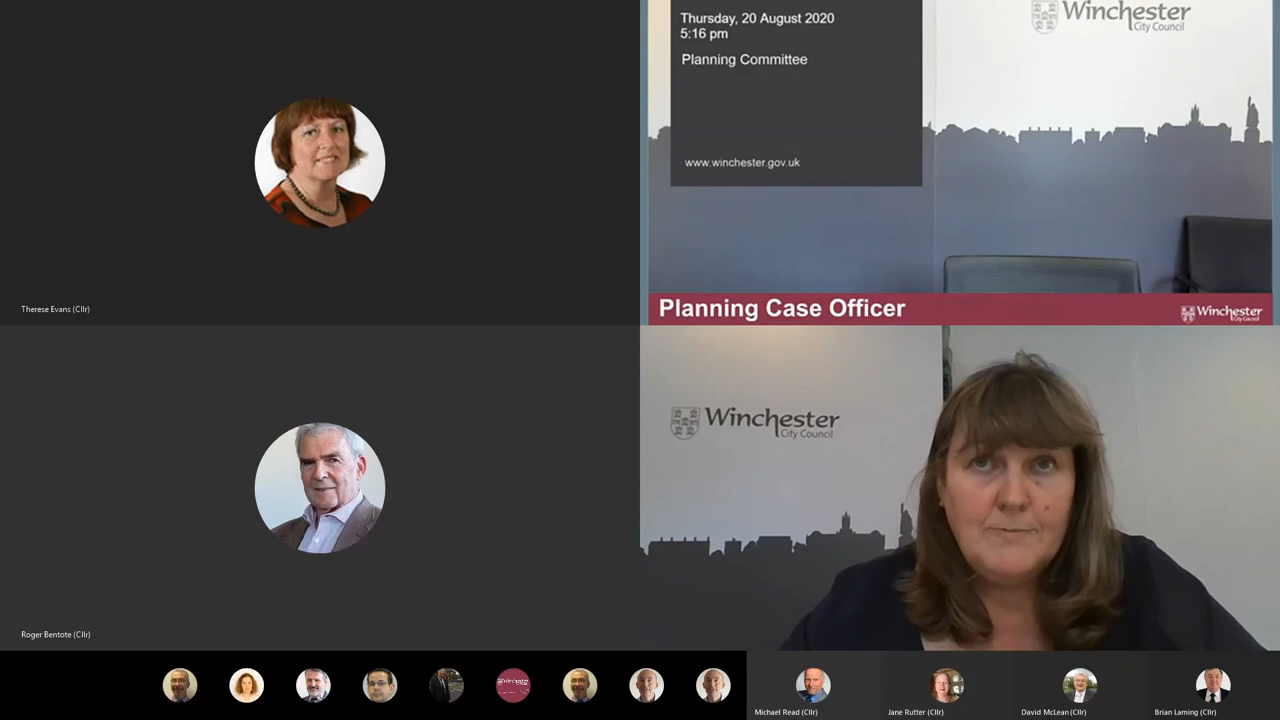 Thursday, 20 August 2020
5:16 pm
Planning Committee
www.winchester.gov.uk
Winchester
City Council
Planning Case Officer
Winchester
City Council
Therese Evans (Cllr)
Winchester
City Council
Roger Bentote (Cllr)
Winchester
Michael Read (Cllr)
Jane Rutter (Cllr)
David McLean (Cllr)
Brian Laming (Cllr)